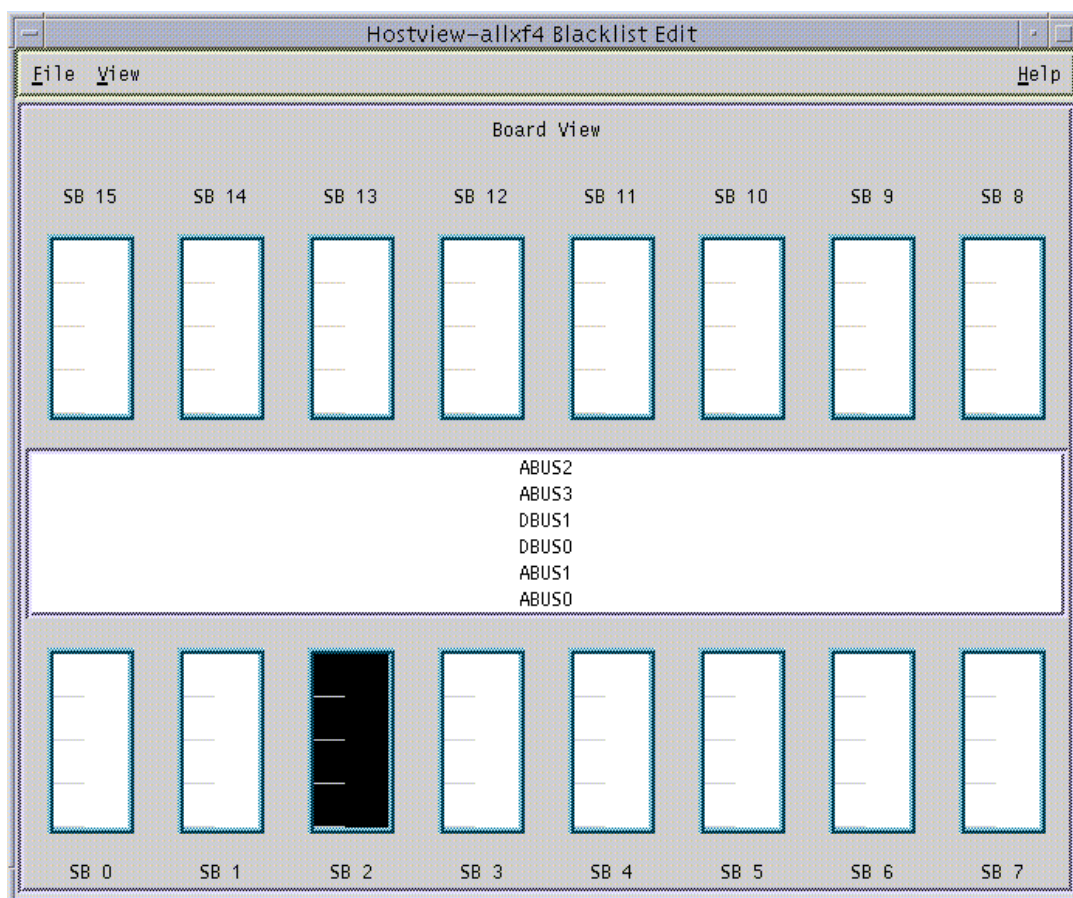 Hostview-allxf4 Blacklist Edit
File View Help
Board View
SB 15 SB 14 SB 13 SB 12 SB 11 SB 10 SB 9 SB 8
ABUS2
ABUS3
DBUS1
DBUS0
ABUS1
ABUS0
SB 0 SB 1 SB 2 SB 3 SB 4 SB 5 SB 6 SB 7